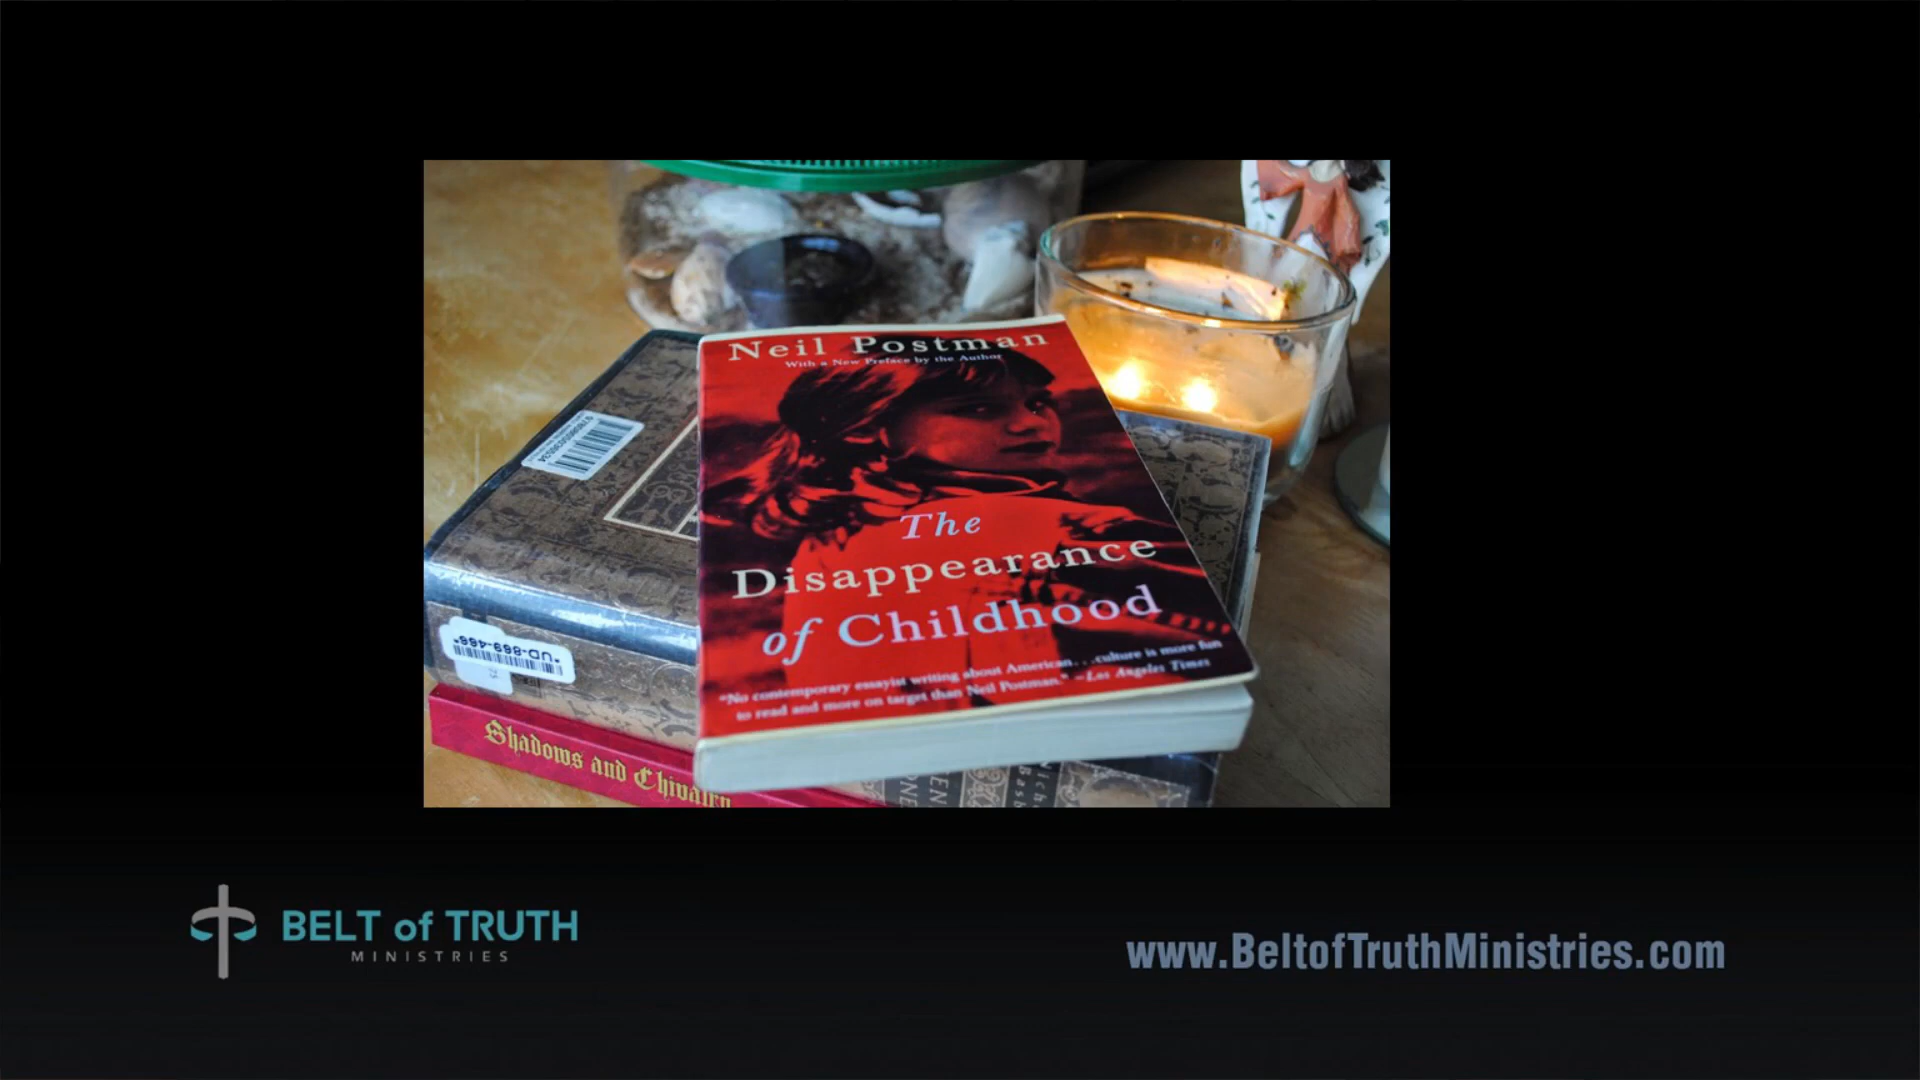 Neil Postman
With a New Preface by the Author
The
Disappearance
of Childhood
"No contemporary essayist writing about American...culture is more fun
to read and more on target than Neil Postman." —Los Angeles Times
*UD-869-466*
Shadows and Chivalry
BELT of TRUTH
MINISTRIES
www.BeltofTruthMinistries.com